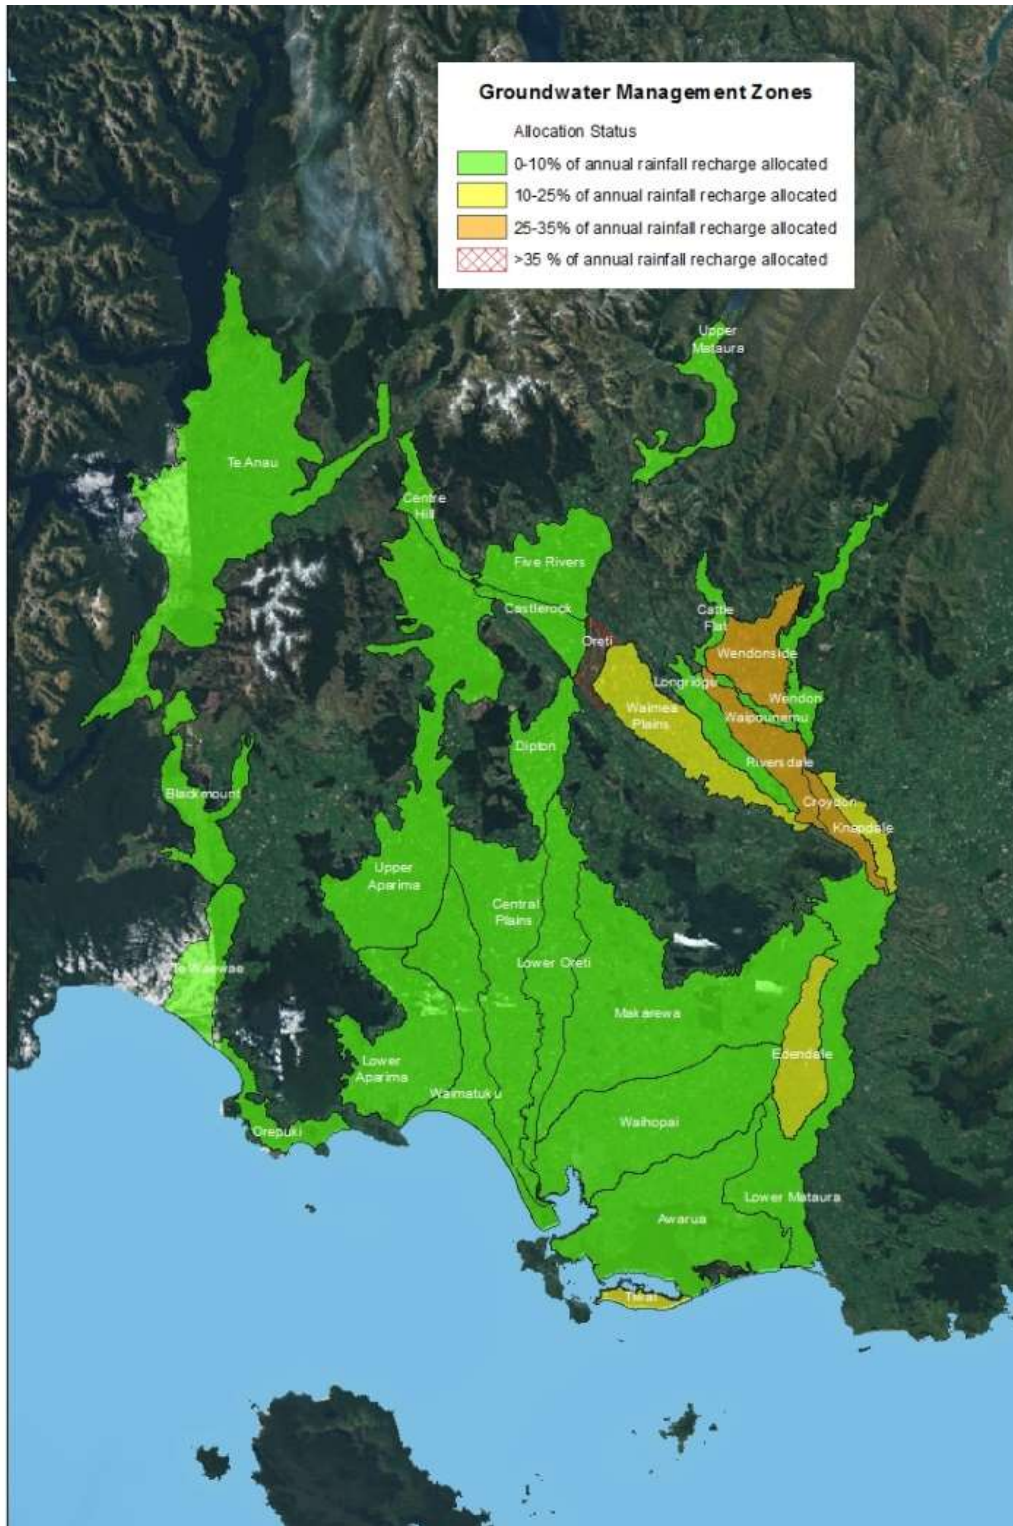 Groundwater Management Zones
Allocation Status
0-10% of annual rainfall recharge allocated
10-25% of annual rainfall recharge allocated
25-35% of annual rainfall recharge allocated
>35 % of annual rainfall recharge allocated
Upper
Mataura
Te Anau
Centre
Hill
Five Rivers
Castlerock
Oreti
Cattle
Flat
Wendonside
Longridge
Wendon
Waimea
Plains
Waipounamu
Dipton
Riversdale
Blackmount
Croydon
Knapdale
Upper
Aparima
Central
Plains
Te Waewae
Lower Oreti
Makarewa
Edendale
Lower
Aparima
Waimatuku
Waihopai
Orepuki
Lower Mataura
Awarua
Tiwai